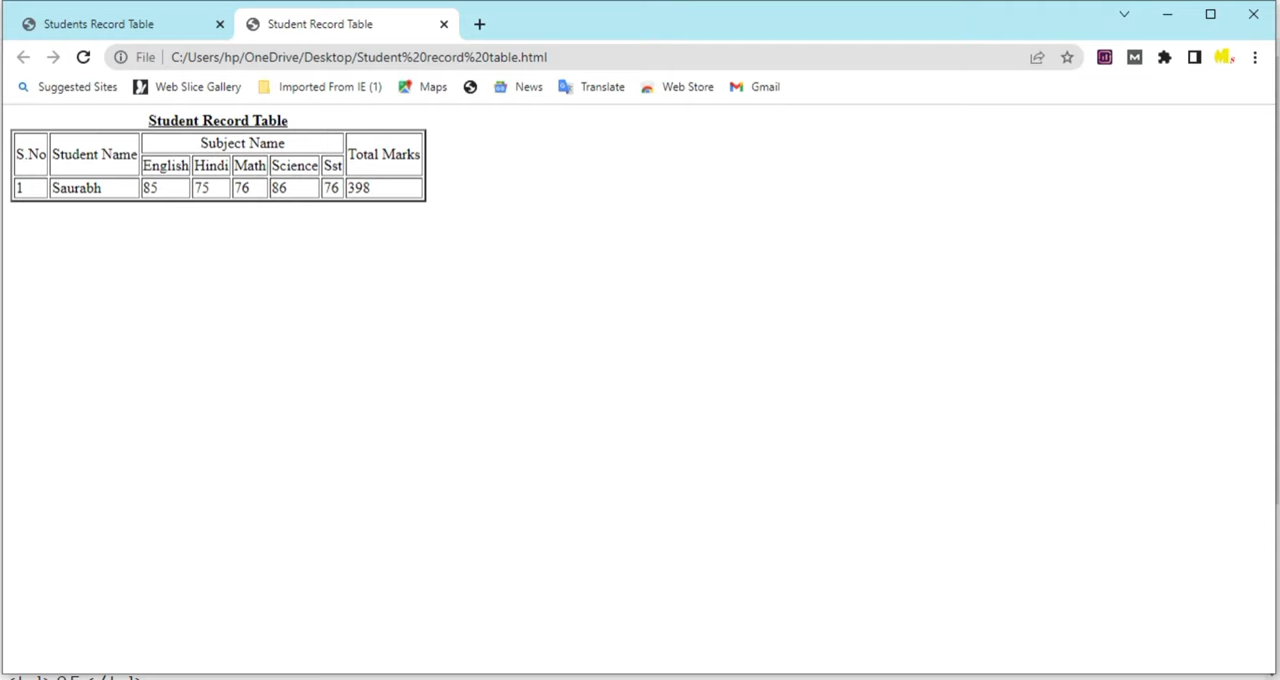 Students Record Table
Student Record Table
File C:/Users/hp/OneDrive/Desktop/Student%20record%20table.html
Suggested Sites Web Slice Gallery Imported From IE (1) Maps News Translate Web Store Gmail
Student Record Table
S.No Student Name Subject Name Total Marks
English Hindi Math Science Sst
1 Saurabh 85 75 76 86 76 398